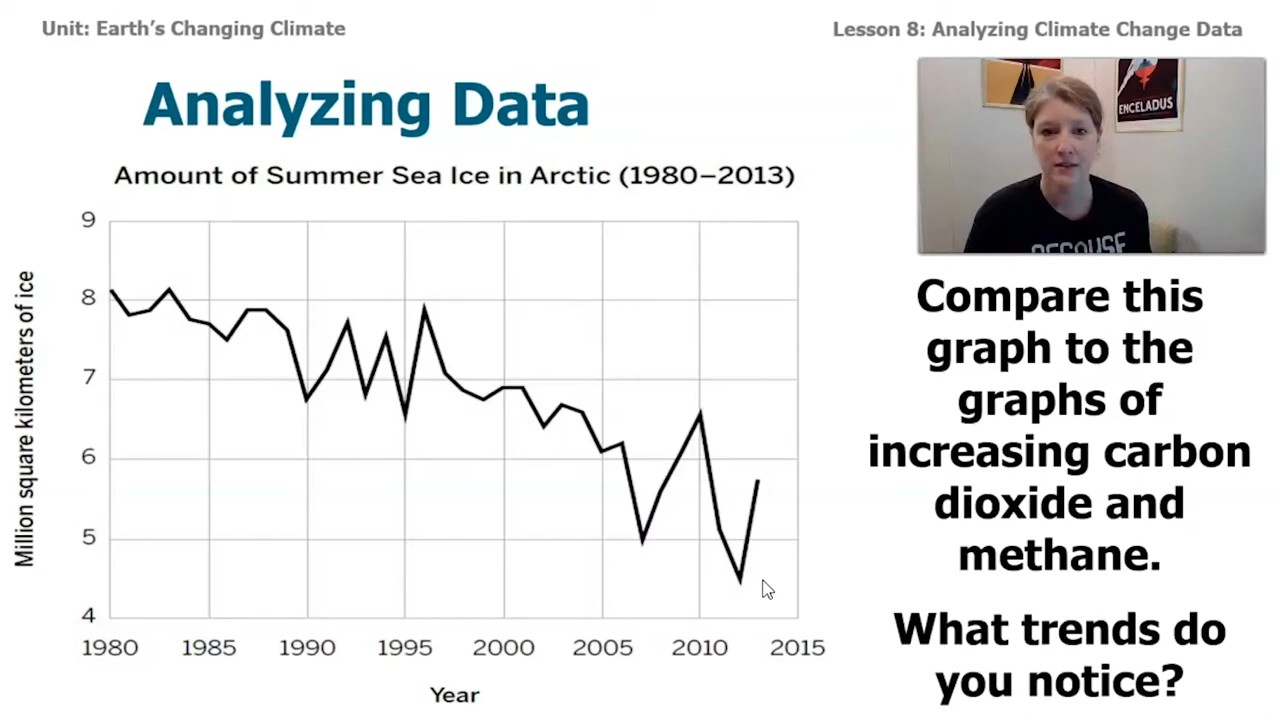 Unit: Earth's Changing Climate
Lesson 8: Analyzing Climate Change Data
Analyzing Data
ENCELADUS
BECAUSE
Amount of Summer Sea Ice in Arctic (1980–2013)
Million square kilometers of ice
9
8
7
6
5
4
1980 1985 1990 1995 2000 2005 2010 2015
Year
Compare this
graph to the
graphs of
increasing carbon
dioxide and
methane.
What trends do
you notice?